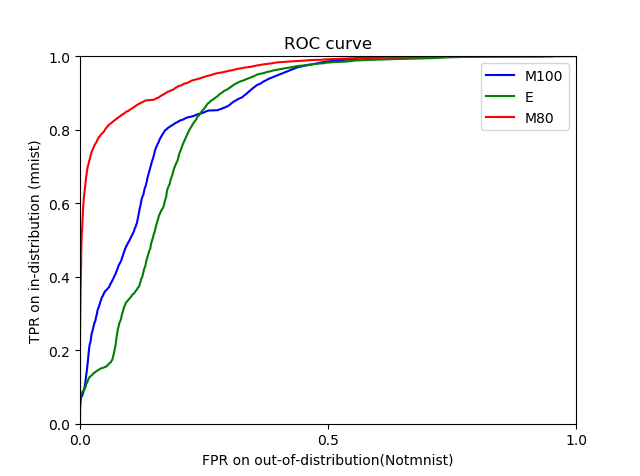 ROC curve
1.0
0.8
0.6
0.4
0.2
0.0
0.0
0.5
1.0
TPR on in-distribution (mnist)
FPR on out-of-distribution(Notmnist)
M100
E
M80